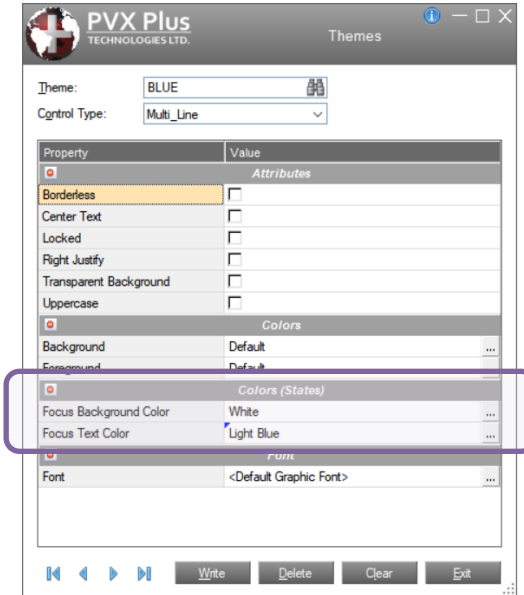 PVX Plus
TECHNOLOGIES LTD.
Themes
Theme: BLUE
Control Type: Multi_Line
Property Value
Attributes
Borderless
Center Text
Locked
Right Justify
Transparent Background
Uppercase
Colors
Background Default ...
Foreground Default ...
Colors (States)
Focus Background Color White ...
Focus Text Color Light Blue ...
Font
Font <Default Graphic Font> ...
Write Delete Clear Exit